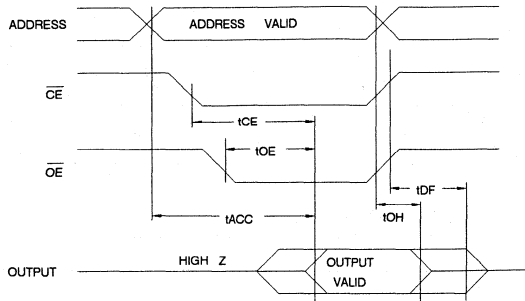 ADDRESS
ADDRESS VALID
CE
tCE
tOE
OE
tDF
tOH
tACC
HIGH Z
OUTPUT
OUTPUT
VALID